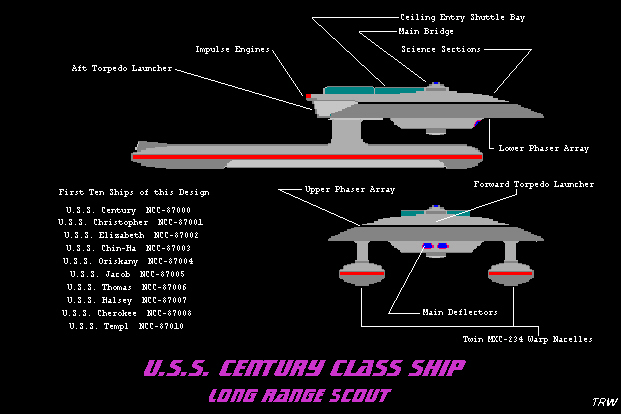 Ceiling Entry Shuttle Bay
Main Bridge
Impulse Engines
Science Sections
Aft Torpedo Launcher
Lower Phaser Array
First Ten Ships of this Design
U.S.S. Century NCC-87000
U.S.S. Christopher NCC-87001
U.S.S. Elizabeth NCC-87002
U.S.S. Chin-Ha NCC-87003
U.S.S. Oriskany NCC-87004
U.S.S. Jacob NCC-87005
U.S.S. Thomas NCC-87006
U.S.S. Halsey NCC-87007
U.S.S. Cherokee NCC-87008
U.S.S. Templ NCC-87010
Upper Phaser Array
Forward Torpedo Launcher
Main Deflectors
Twin MXC-234 Warp Nacelles
U.S.S. CENTURY CLASS SHIP
LONG RANGE SCOUT
TRW